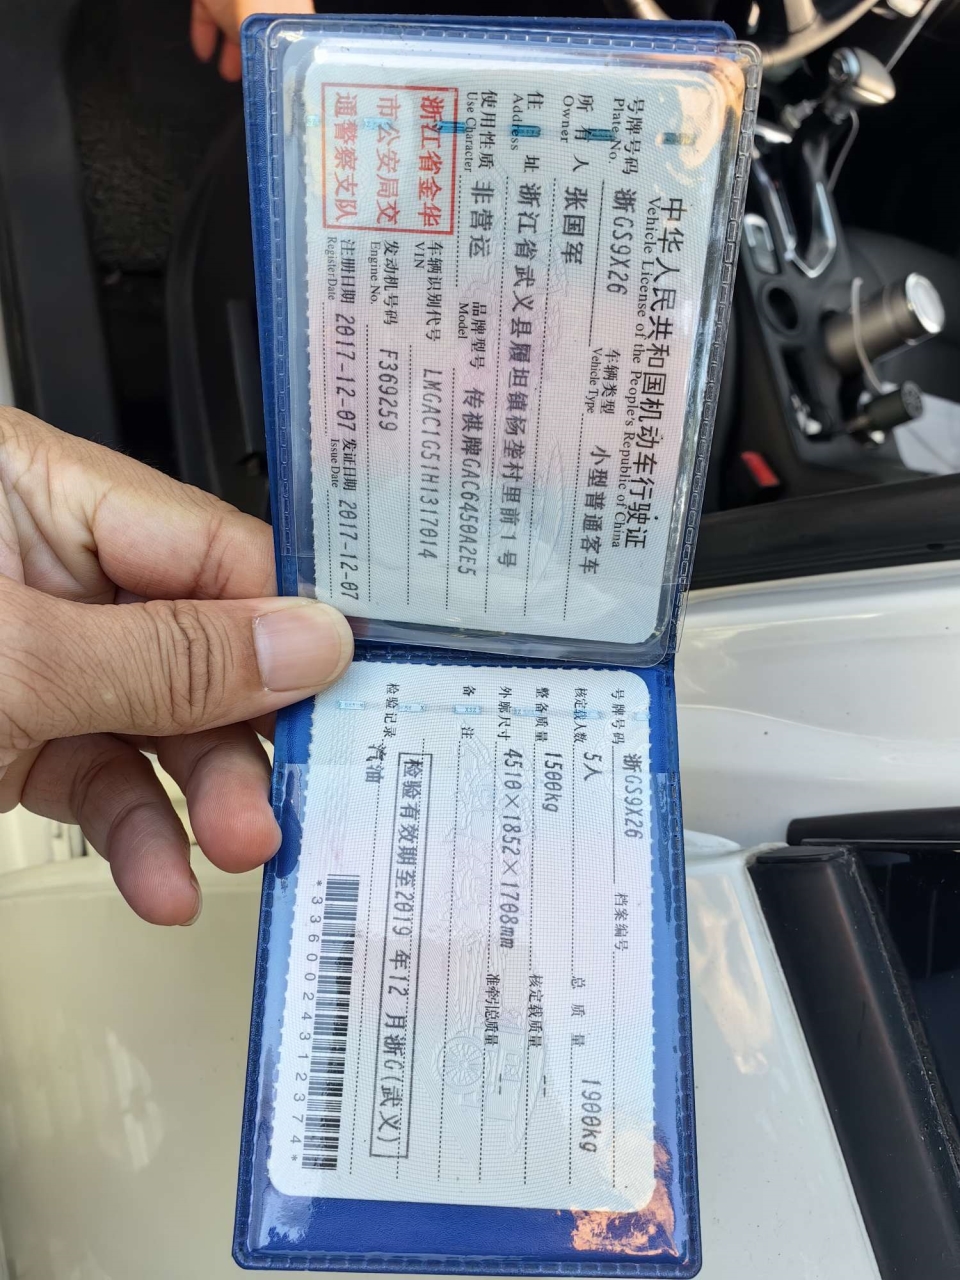 中华人民共和国机动车行驶证
Vehicle License of the People's Republic of China
号牌号码 浙GS9X26 车辆类型 小型普通客车
Plate No. Vehicle Type
所有人 张国军
Owner
住址 浙江省武义县履坦镇杨垄村里前1号
Address
使用性质 非营运 品牌型号 传祺牌GAC6450A2E5
Use Character Model
浙江省金华
市公安局交
通警察支队
车辆识别代号 LMGAC1G51H1317014
VIN
发动机号码 F369259
Engine No.
注册日期 2017-12-07 发证日期 2017-12-07
Register Date Issue Date
号牌号码 浙GS9X26 档案编号
核定载人数 5人 总质量 1900kg
整备质量 1500kg 核定载质量 --
外廓尺寸 4510×1852×1708mm 准牵引总质量 --
备注
检验有效期至2019年12月浙G(武义)
检验记录
汽油
*3360024312374*